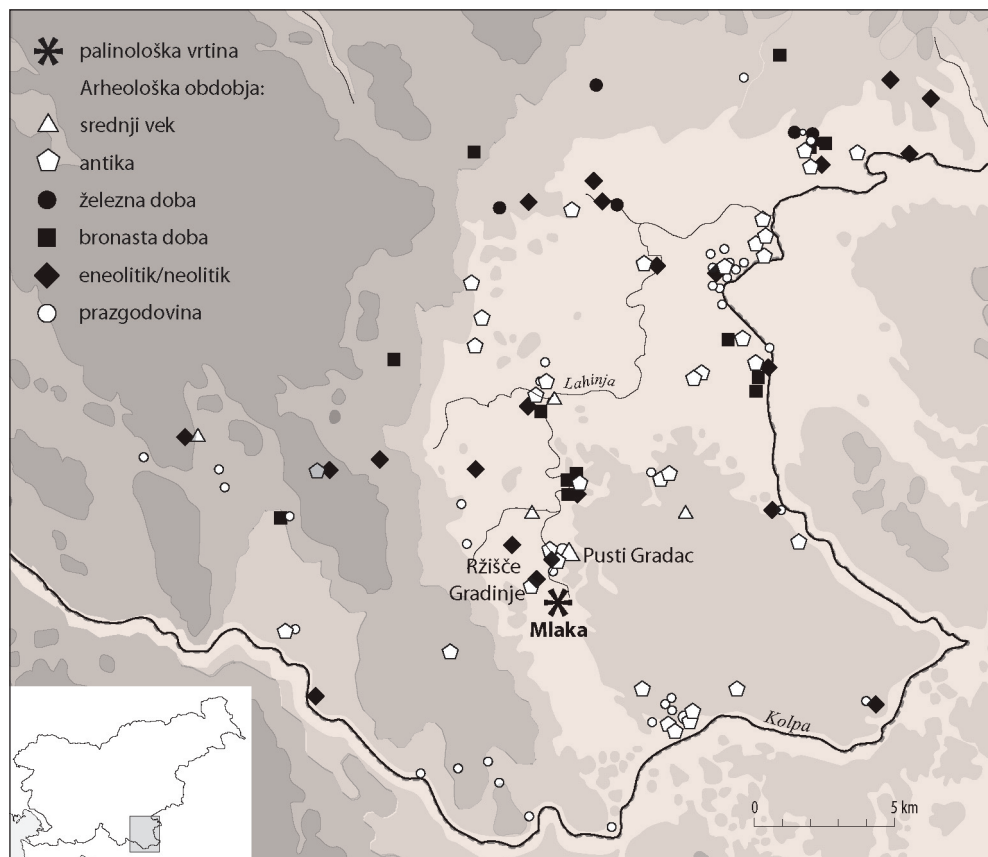 palinološka vrtina
Arheološka obdobja:
srednji vek
antika
železna doba
bronasta doba
eneolitik/neolitik
prazgodovina
Lahinja
Pusti Gradac
Ržišče
Gradinje
Mlaka
Kolpa
0 5 km